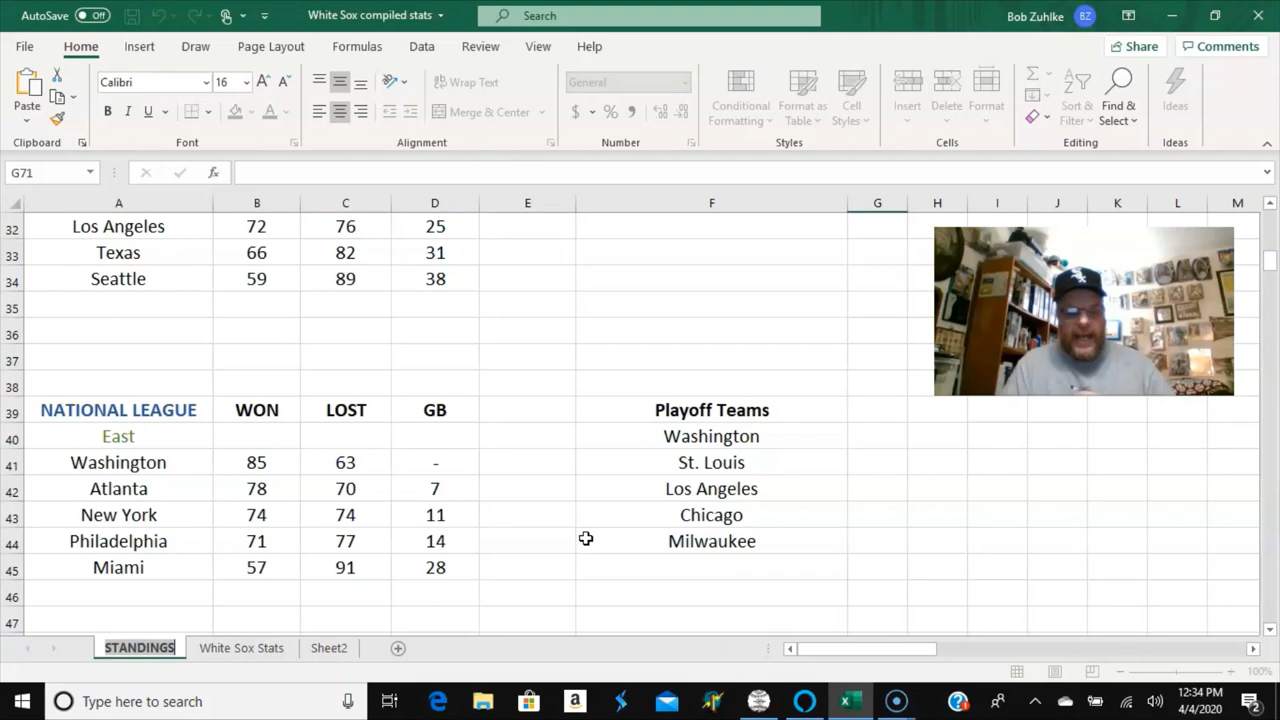 AutoSave Off White Sox compiled stats Search Bob Zuhlke BZ
File Home Insert Draw Page Layout Formulas Data Review View Help Share Comments
Paste Calibri 16 A A Wrap Text General Conditional Formatting Format as Table Cell Styles Insert Delete Format Sort & Filter Find & Select Ideas
B I U Merge & Center $ % 9
Clipboard Font Alignment Number Styles Cells Editing Ideas
G71 fx
A B C D E F G H I J K L M
32 Los Angeles 72 76 25
33 Texas 66 82 31
34 Seattle 59 89 38
35
36
37
38
39 NATIONAL LEAGUE WON LOST GB Playoff Teams
40 East Washington
41 Washington 85 63 - St. Louis
42 Atlanta 78 70 7 Los Angeles
43 New York 74 74 11 Chicago
44 Philadelphia 71 77 14 Milwaukee
45 Miami 57 91 28
46
47
STANDINGS White Sox Stats Sheet2
100%
Type here to search 12:34 PM
4/4/2020 2